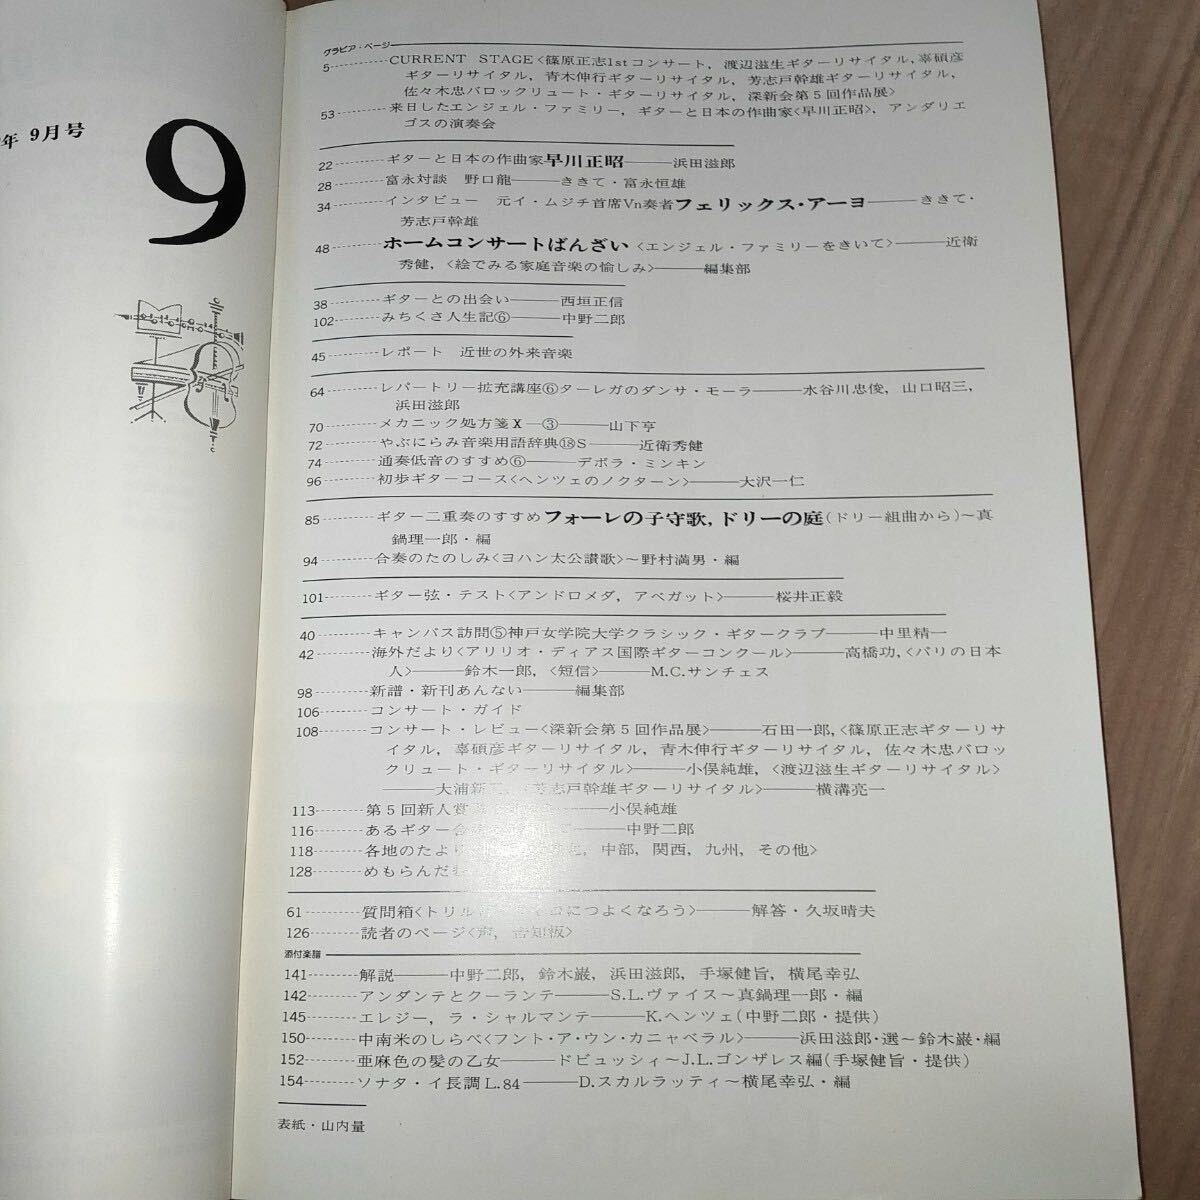 年 9月号
9
グラビア・ページ
5 CURRENT STAGE〈篠原正志1stコンサート, 渡辺滋生ギターリサイタル, 辜碩彦
ギターリサイタル, 青木伸行ギターリサイタル, 芳志戸幹雄ギターリサイタル,
佐々木忠バロックリュート・ギターリサイタル, 深新会第5回作品展〉
53 来日したエンジェル・ファミリー, ギターと日本の作曲家〈早川正昭〉, アンダリエ
ゴスの演奏会
22 ギターと日本の作曲家早川正昭――浜田滋郎
28 富永対談 野口龍――ききて・富永恒雄
34 インタビュー 元イ・ムジチ首席Vn奏者フェリックス・アーヨ――ききて・
芳志戸幹雄
48 ホームコンサートばんざい〈エンジェル・ファミリーをきいて〉――近衛
秀健, 〈絵でみる家庭音楽の愉しみ〉――編集部
38 ギターとの出会い――西垣正信
102 みちくさ人生記⑥――中野二郎
45 レポート 近世の外来音楽
64 レパートリー拡充講座⑥ターレガのダンサ・モーラ――水谷川忠俊, 山口昭三,
浜田滋郎
70 メカニック処方箋X―③――山下亨
72 やぶにらみ音楽用語辞典⑱S――近衛秀健
74 通奏低音のすすめ⑥――デボラ・ミンキン
96 初歩ギターコース〈ヘンツェのノクターン〉――大沢一仁
85 ギター二重奏のすすめフォーレの子守歌, ドリーの庭(ドリー組曲から)～真
鍋理一郎・編
94 合奏のたのしみ〈ヨハン太公讃歌〉～野村満男・編
101 ギター弦・テスト〈アンドロメダ, アベガット〉――桜井正毅
40 キャンパス訪問⑤神戸女学院大学クラシック・ギタークラブ――中里精一
42 海外だより〈アリリオ・ディアス国際ギターコンクール〉――高橋功,〈パリの日本
人〉――鈴木一郎, 〈短信〉――M.C.サンチェス
98 新譜・新刊あんない――編集部
106 コンサート・ガイド
108 コンサート・レビュー〈深新会第5回作品展〉――石田一郎,〈篠原正志ギターリサ
イタル, 辜碩彦ギターリサイタル, 青木伸行ギターリサイタル, 佐々木忠バロッ
クリュート・ギターリサイタル〉――小俣純雄, 〈渡辺滋生ギターリサイタル〉
――大浦新 〈芳志戸幹雄ギターリサイタル〉――横溝亮一
113 第5回新人賞 ――小俣純雄
116 あるギター ――中野二郎
118 各地のたより 中部, 関西, 九州, その他〉
128 めもらんだ
61 質問箱〈トリル につよくなろう〉――解答・久坂晴夫
126 読者のページ〈声, 告知板〉
添付楽譜
141 解説――中野二郎, 鈴木巌, 浜田滋郎, 手塚健旨, 横尾幸弘
142 アンダンテとクーランテ――S.L.ヴァイス～真鍋理一郎・編
145 エレジー, ラ・シャルマンテ――K.ヘンツェ(中野二郎・提供)
150 中南米のしらべ〈フント・ア・ウン・カニャベラル〉――浜田滋郎・選～鈴木巌・編
152 亜麻色の髪の乙女――ドビュッシィ～J.L.ゴンザレス編(手塚健旨・提供)
154 ソナタ・イ長調L.84――D.スカルラッティ～横尾幸弘・編
表紙・山内量